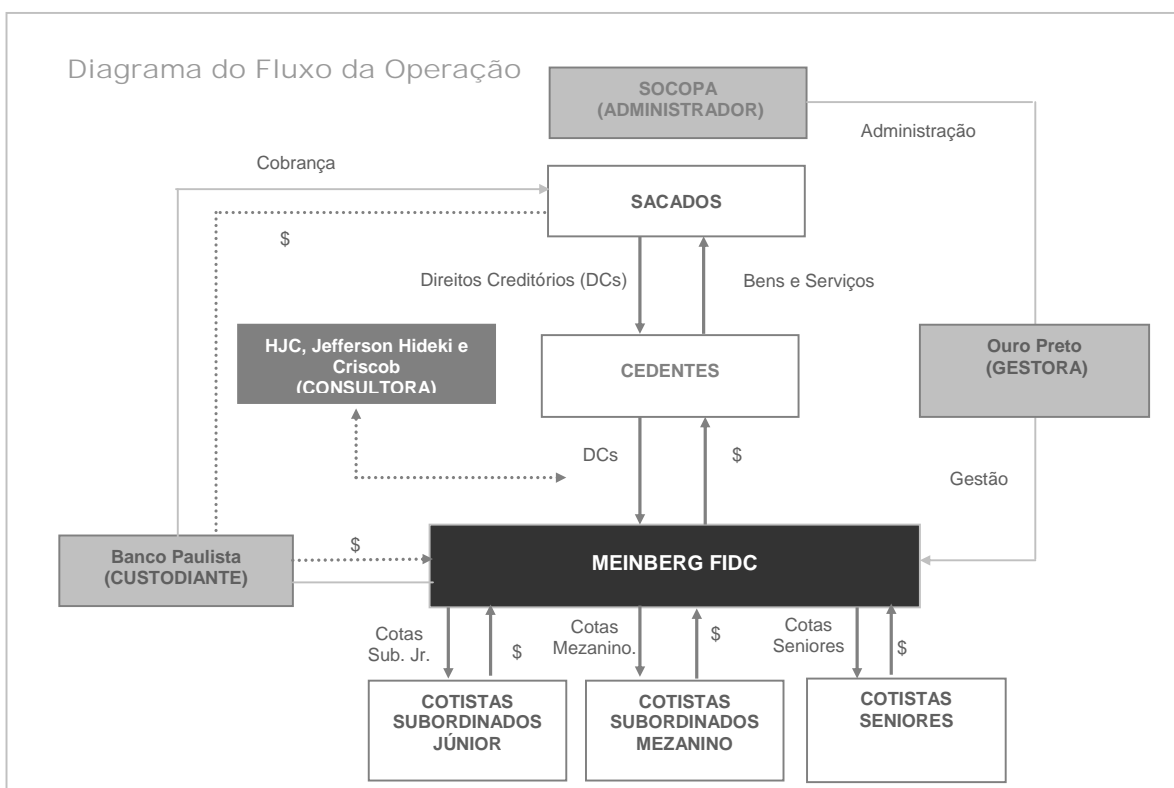 Diagrama do Fluxo da Operação
SOCOPA
(ADMINISTRADOR)
Administração
Cobrança
SACADOS
$
Direitos Creditórios (DCs)
Bens e Serviços
HJC, Jefferson Hideki e
Criscob
(CONSULTORA)
CEDENTES
Ouro Preto
(GESTORA)
DCs
$
Gestão
Banco Paulista
(CUSTODIANTE)
$
MEINBERG FIDC
Cotas
Sub. Jr.
$
Cotas
Mezanino.
$
Cotas
Seniores
$
COTISTAS
SUBORDINADOS
JÚNIOR
COTISTAS
SUBORDINADOS
MEZANINO
COTISTAS
SENIORES